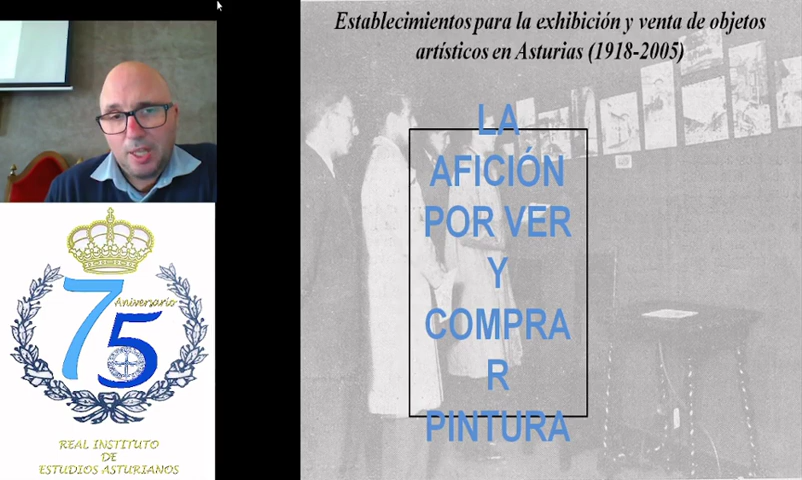 Establecimientos para la exhibición y venta de objetos
artísticos en Asturias (1918-2005)
LA
AFICIÓN
POR VER
Y
COMPRA
R
PINTURA
75
Aniversario
REAL INSTITUTO
DE
ESTUDIOS ASTURIANOS